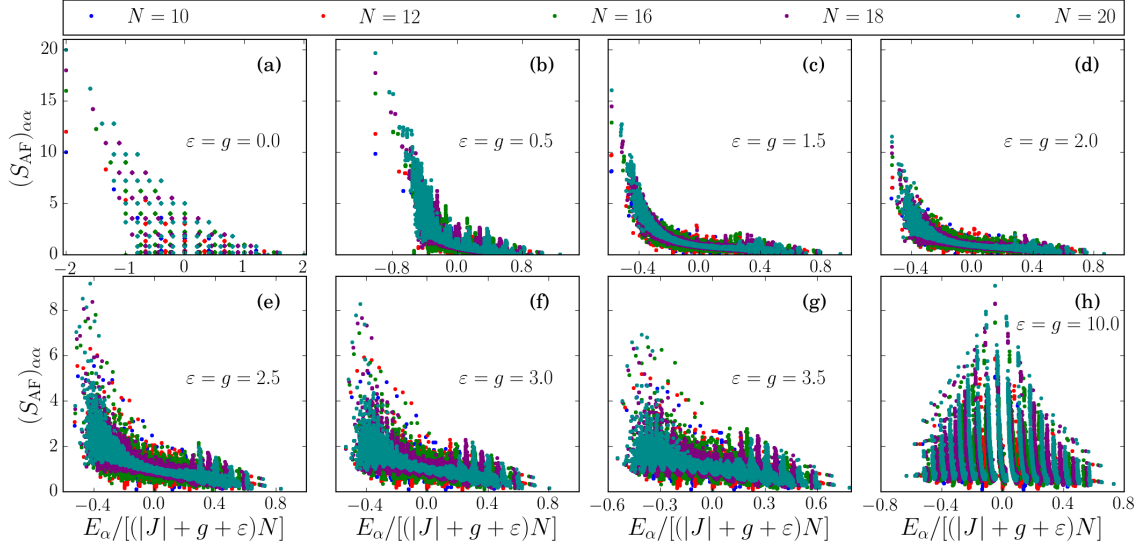 N = 10 N = 12 N = 16 N = 18 N = 20
(a) (b) (c) (d)
20
15
10
5
0
(S_AF)_αα
ε = g = 0.0 ε = g = 0.5 ε = g = 1.5 ε = g = 2.0
−2 −1 0 1 2 −0.8 0.0 0.8 −0.4 0.0 0.4 0.8 −0.4 0.0 0.4 0.8
(e) (f) (g) (h)
8
6
4
2
0
(S_AF)_αα
ε = g = 2.5 ε = g = 3.0 ε = g = 3.5 ε = g = 10.0
−0.4 0.0 0.4 0.8 −0.4 0.0 0.4 0.8 −0.6 −0.3 0.0 0.3 0.6 −0.8 −0.4 0.0 0.4 0.8
E_α/[(|J| + g + ε)N] E_α/[(|J| + g + ε)N] E_α/[(|J| + g + ε)N] E_α/[(|J| + g + ε)N]